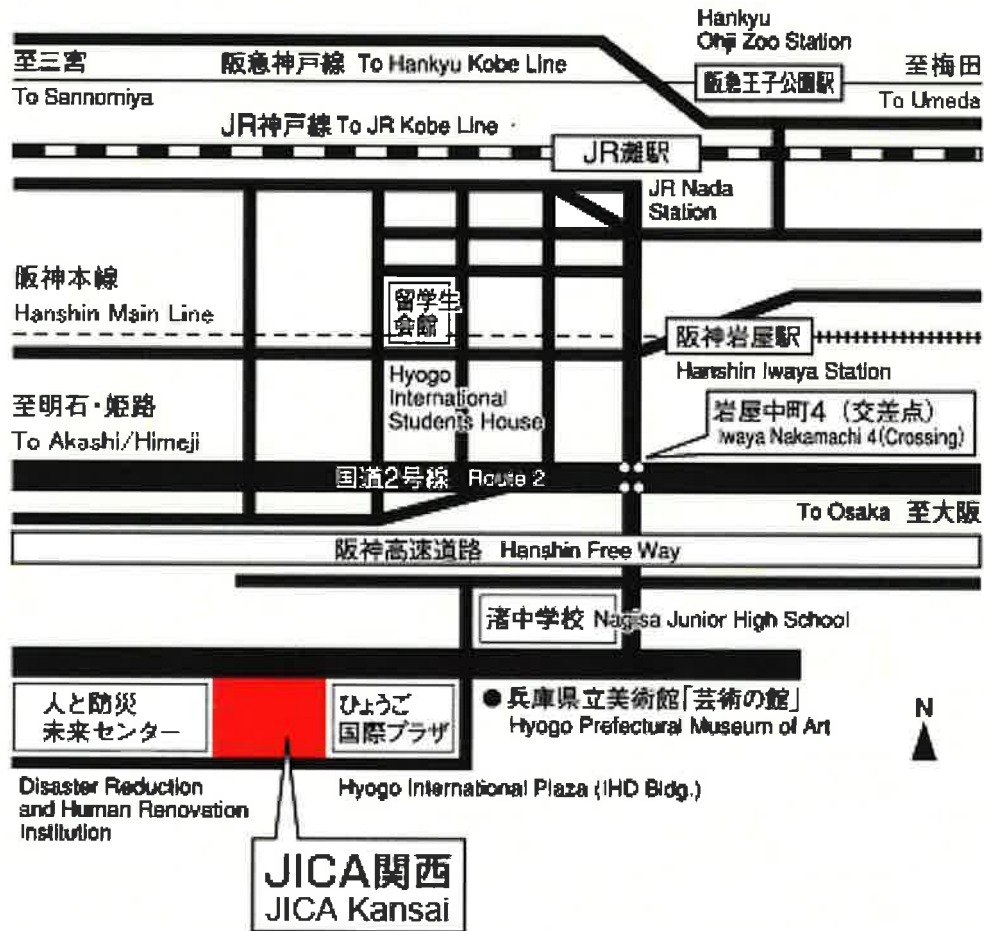 Hankyu
Ohji Zoo Station
至三宮
To Sannomiya
阪急神戸線 To Hankyu Kobe Line
阪急王子公園駅
至梅田
To Umeda
JR神戸線 To JR Kobe Line
JR灘駅
JR Nada
Station
阪神本線
Hanshin Main Line
留学生
会館
阪神岩屋駅
Hanshin Iwaya Station
Hyogo
International
Students House
至明石・姫路
To Akashi/Himeji
岩屋中町4（交差点）
Iwaya Nakamachi 4(Crossing)
国道2号線 Route 2
To Osaka 至大阪
阪神高速道路 Hanshin Free Way
渚中学校 Nagisa Junior High School
人と防災
未来センター
ひょうご
国際プラザ
●兵庫県立美術館「芸術の館」
Hyogo Prefectural Museum of Art
N
Disaster Reduction
and Human Renovation
Institution
Hyogo International Plaza (IHD Bldg.)
JICA関西
JICA Kansai